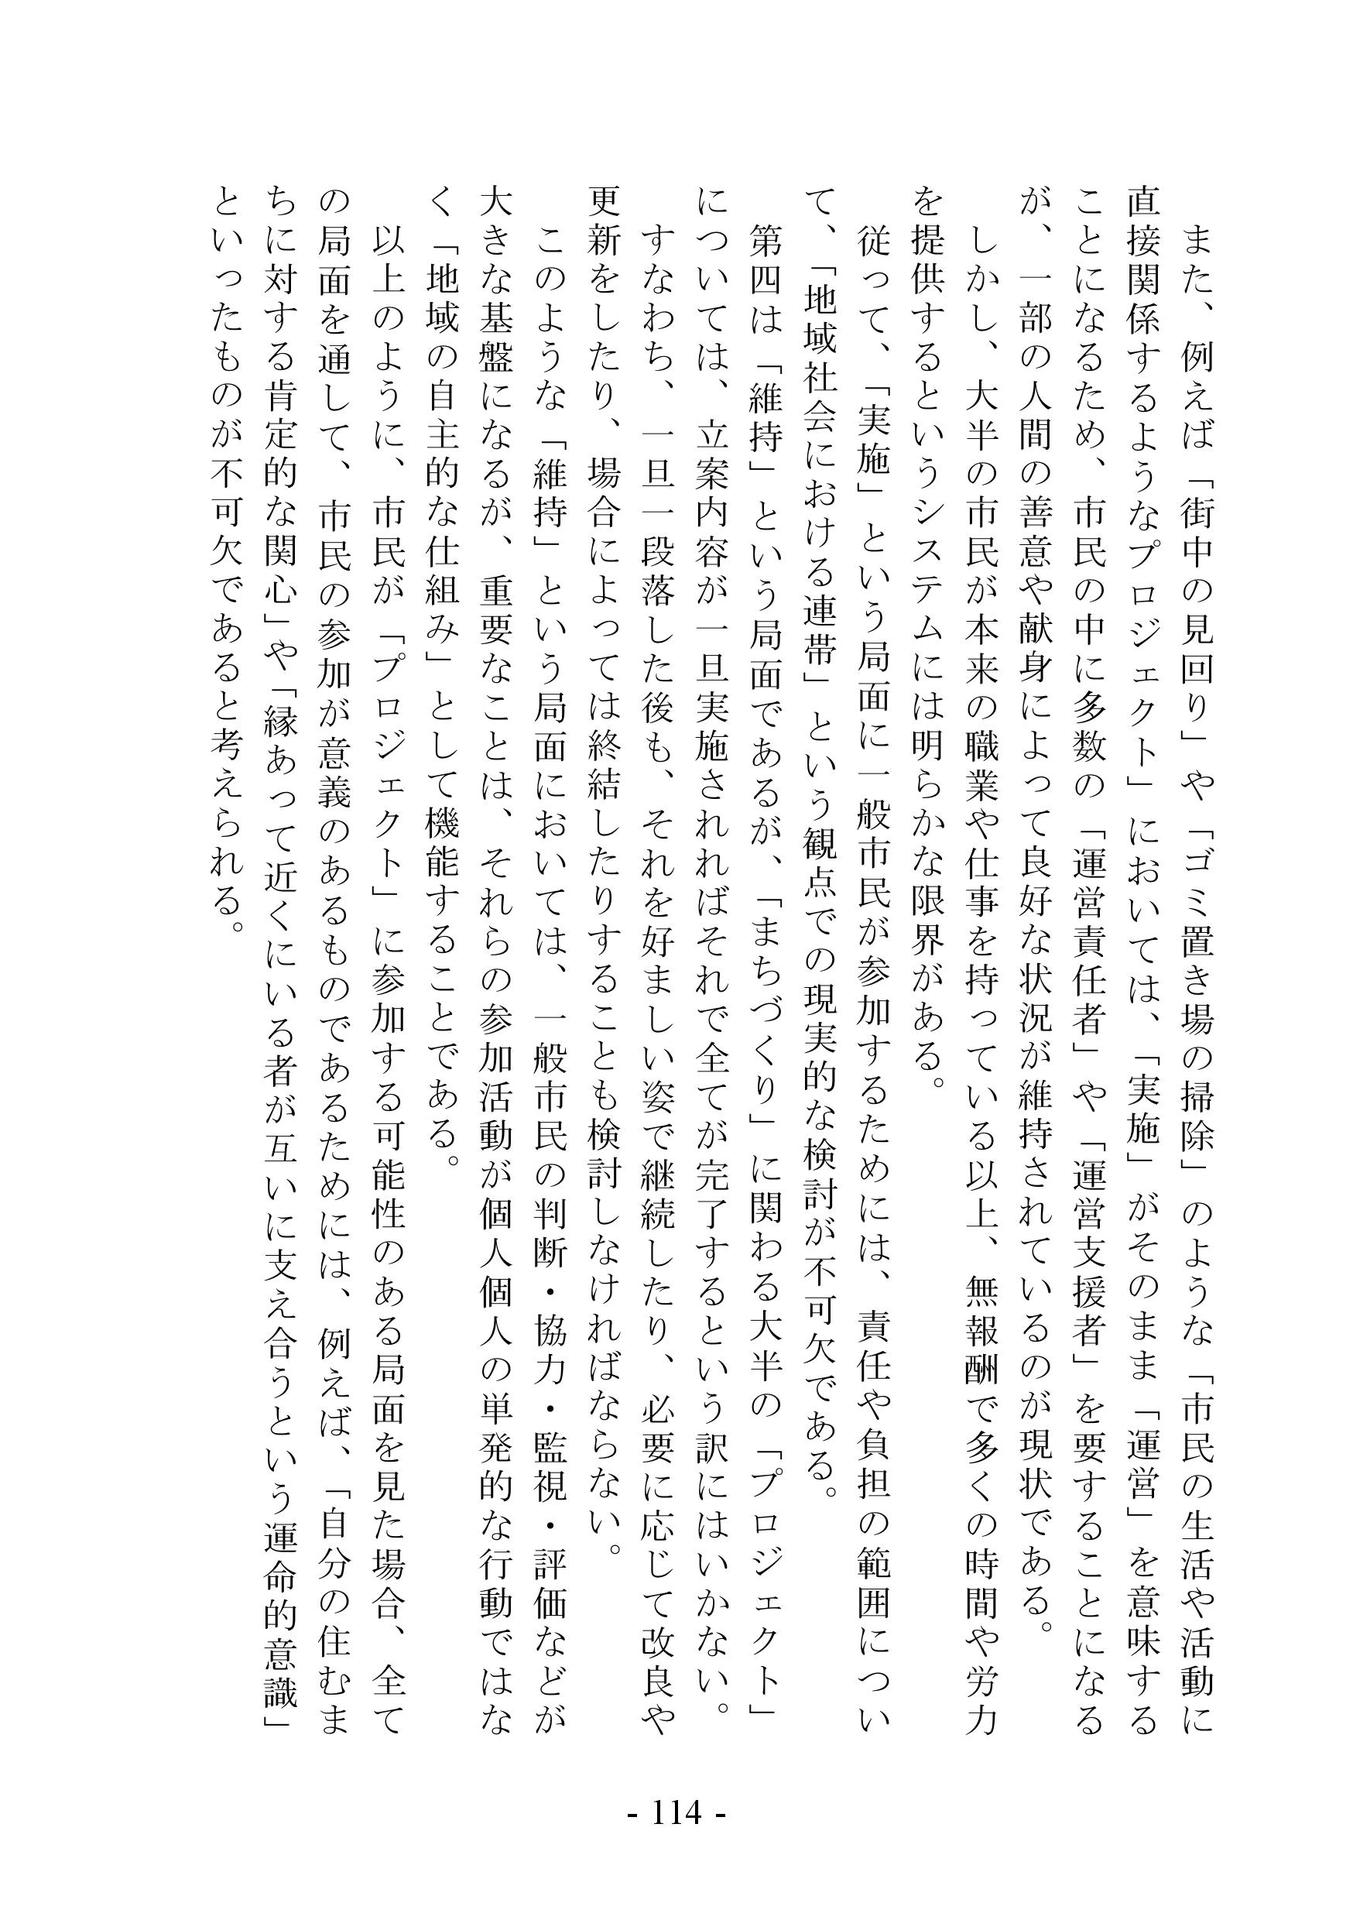 また、例えば「街中の見回り」や「ゴミ置き場の掃除」のような「市民の生活や活動に
直接関係するようなプロジェクト」においては、「実施」がそのまま「運営」を意味する
ことになるため、市民の中に多数の「運営責任者」や「運営支援者」を要することになる
が、一部の人間の善意や献身によって良好な状況が維持されているのが現状である。
　しかし、大半の市民が本来の職業や仕事を持っている以上、無報酬で多くの時間や労力
を提供するというシステムには明らかな限界がある。
　従って、「実施」という局面に一般市民が参加するためには、責任や負担の範囲につい
て、「地域社会における連帯」という観点での現実的な検討が不可欠である。
　第四は「維持」という局面であるが、「まちづくり」に関わる大半の「プロジェクト」
については、立案内容が一旦実施されればそれで全てが完了するという訳にはいかない。
　すなわち、一旦一段落した後も、それを好ましい姿で継続したり、必要に応じて改良や
更新をしたり、場合によっては終結したりすることも検討しなければならない。
　このような「維持」という局面においては、一般市民の判断・協力・監視・評価などが
大きな基盤になるが、重要なことは、それらの参加活動が個人個人の単発的な行動ではな
く「地域の自主的な仕組み」として機能することである。
　以上のように、市民が「プロジェクト」に参加する可能性のある局面を見た場合、全て
の局面を通して、市民の参加が意義のあるものであるためには、例えば、「自分の住むま
ちに対する肯定的な関心」や「縁あって近くにいる者が互いに支え合うという運命的意識」
といったものが不可欠であると考えられる。
- 114 -